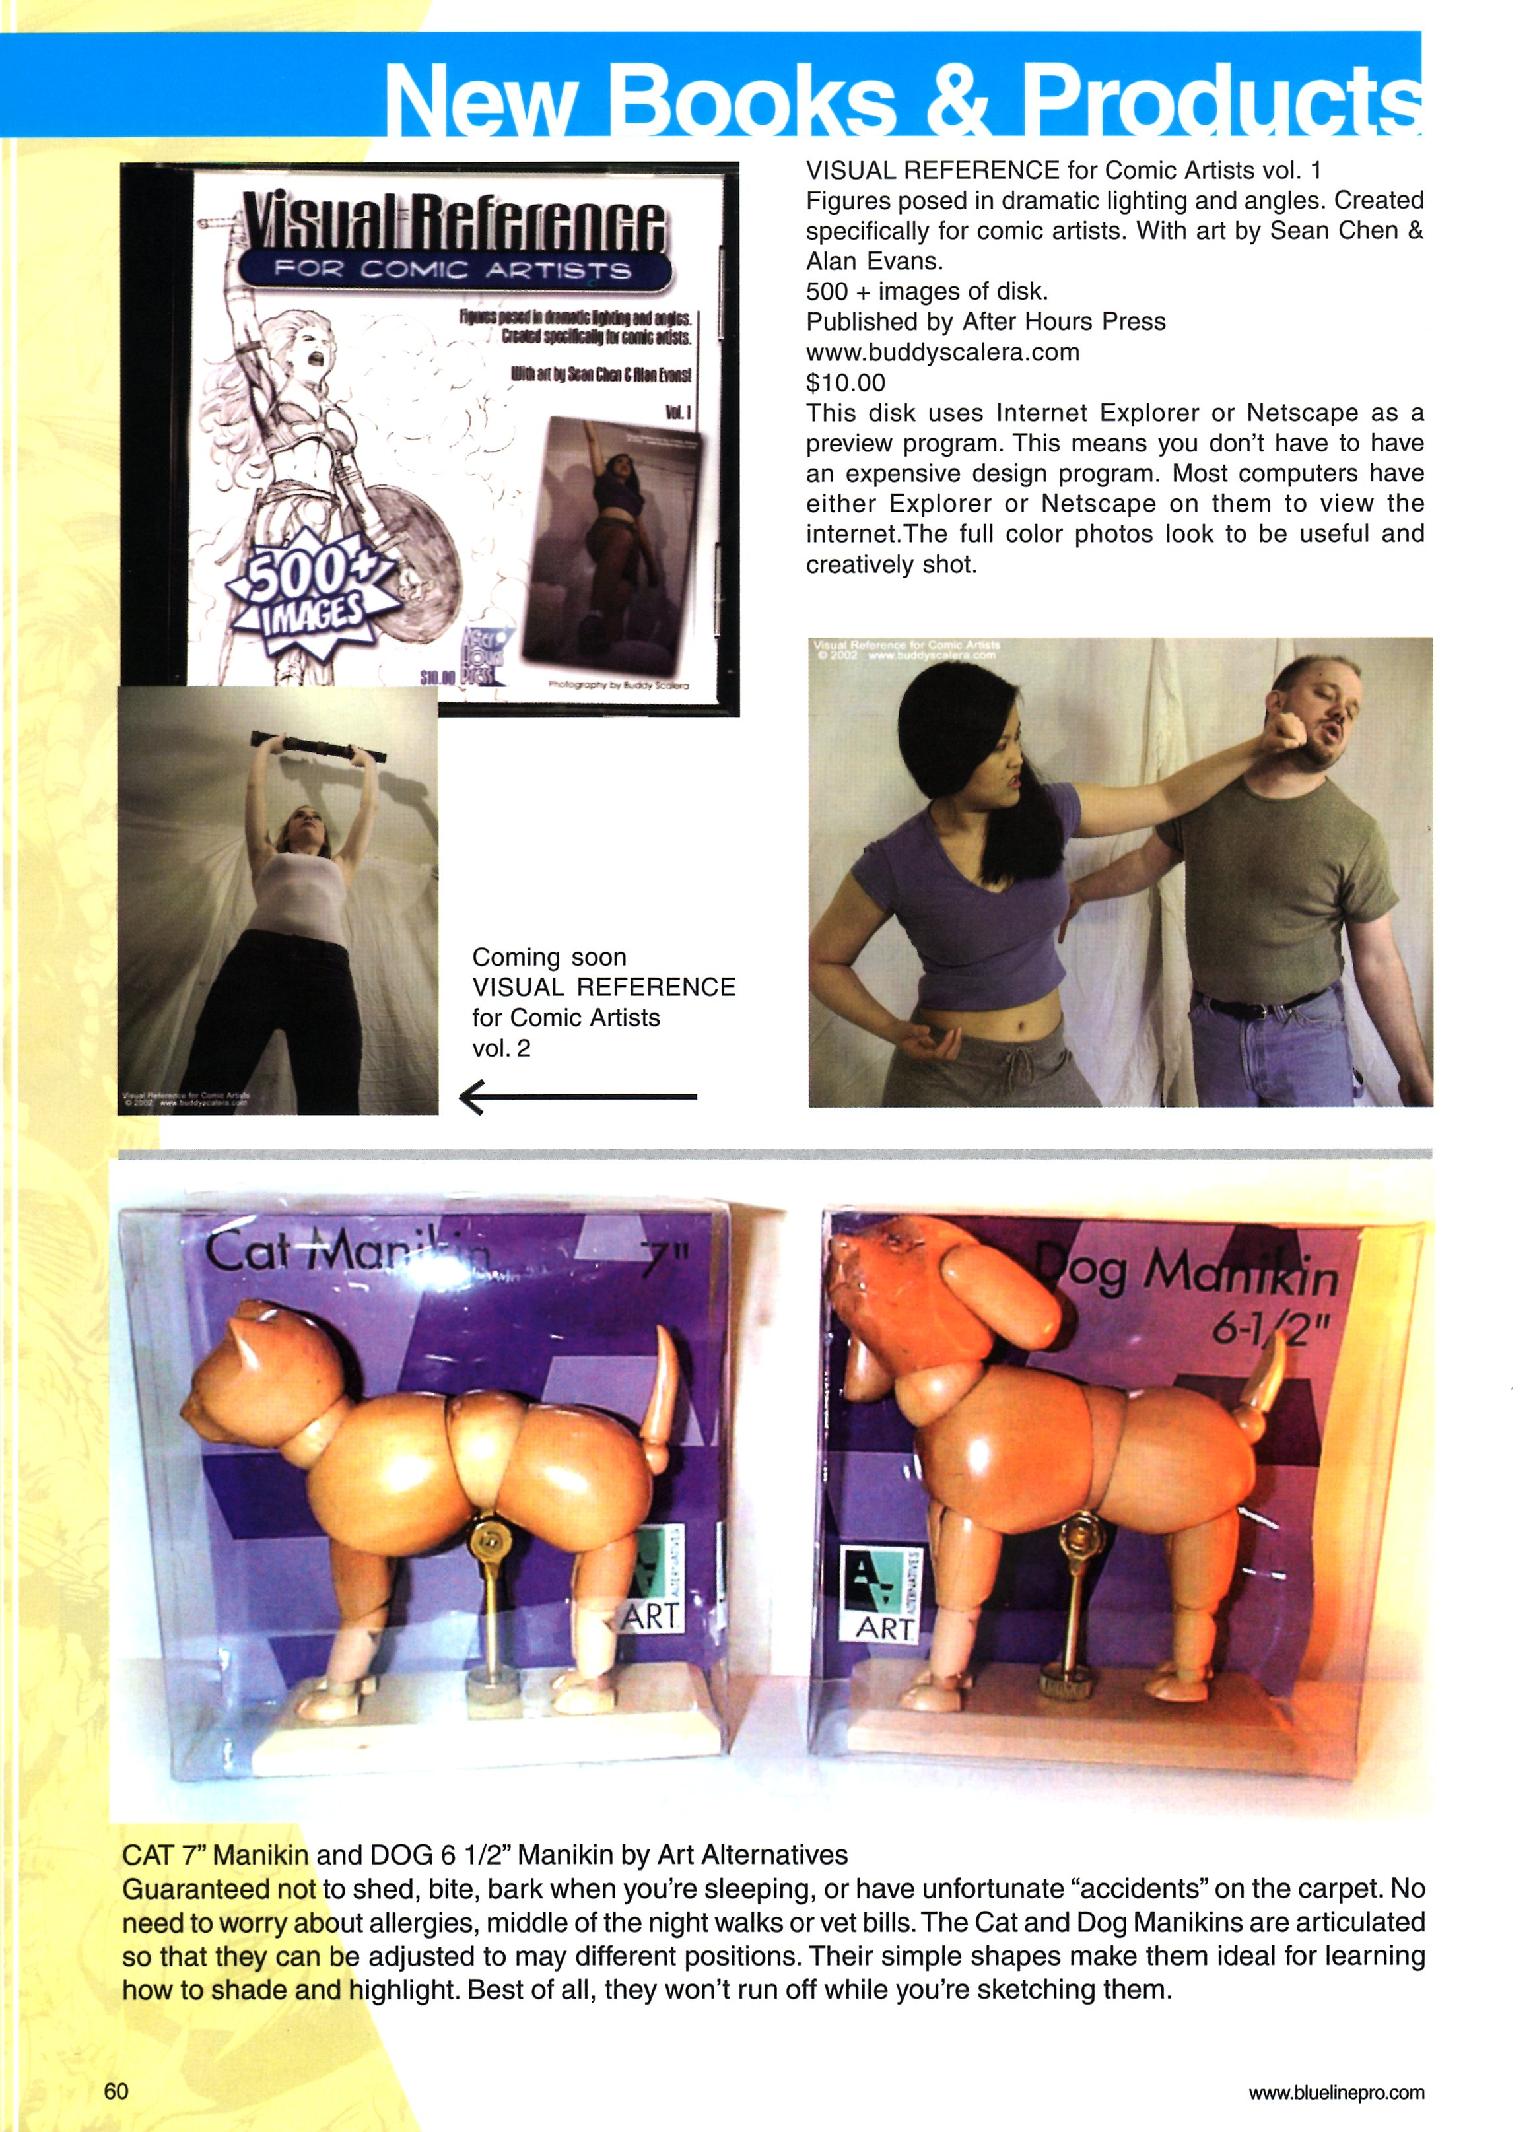 New Books & Products
Visual Reference
FOR COMIC ARTISTS
Figures posed in dramatic lighting and angles.
Created specifically for comic artists.
With art by Sean Chen & Alan Evans!
Vol. 1
500+
IMAGES
$10.00
After
Hours
Press
Photography by Buddy Scalera
VISUAL REFERENCE for Comic Artists vol. 1
Figures posed in dramatic lighting and angles. Created
specifically for comic artists. With art by Sean Chen &
Alan Evans.
500 + images of disk.
Published by After Hours Press
www.buddyscalera.com
$10.00
This disk uses Internet Explorer or Netscape as a
preview program. This means you don't have to have
an expensive design program. Most computers have
either Explorer or Netscape on them to view the
internet.The full color photos look to be useful and
creatively shot.
Visual Reference for Comic Artists
© 2002 www.buddyscalera.com
Coming soon
VISUAL REFERENCE
for Comic Artists
vol. 2
Visual Reference for Comic Artists
© 2002 www.buddyscalera.com
Cat Manikin 7"
ALTERNATIVES
ART
Dog Manikin
6-1/2"
A
A
ALTERNATIVES
ART
CAT 7” Manikin and DOG 6 1/2” Manikin by Art Alternatives
Guaranteed not to shed, bite, bark when you're sleeping, or have unfortunate “accidents” on the carpet. No
need to worry about allergies, middle of the night walks or vet bills. The Cat and Dog Manikins are articulated
so that they can be adjusted to may different positions. Their simple shapes make them ideal for learning
how to shade and highlight. Best of all, they won't run off while you're sketching them.
60
www.bluelinepro.com